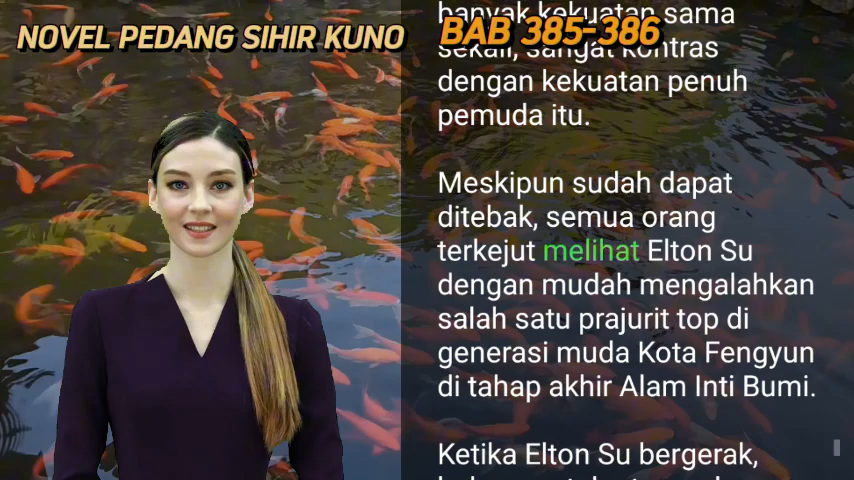 NOVEL PEDANG SIHIR KUNO
BAB 385-386
banyak kekuatan sama
sekali, sangat kontras
dengan kekuatan penuh
pemuda itu.
Meskipun sudah dapat
ditebak, semua orang
terkejut melihat Elton Su
dengan mudah mengalahkan
salah satu prajurit top di
generasi muda Kota Fengyun
di tahap akhir Alam Inti Bumi.
Ketika Elton Su bergerak,